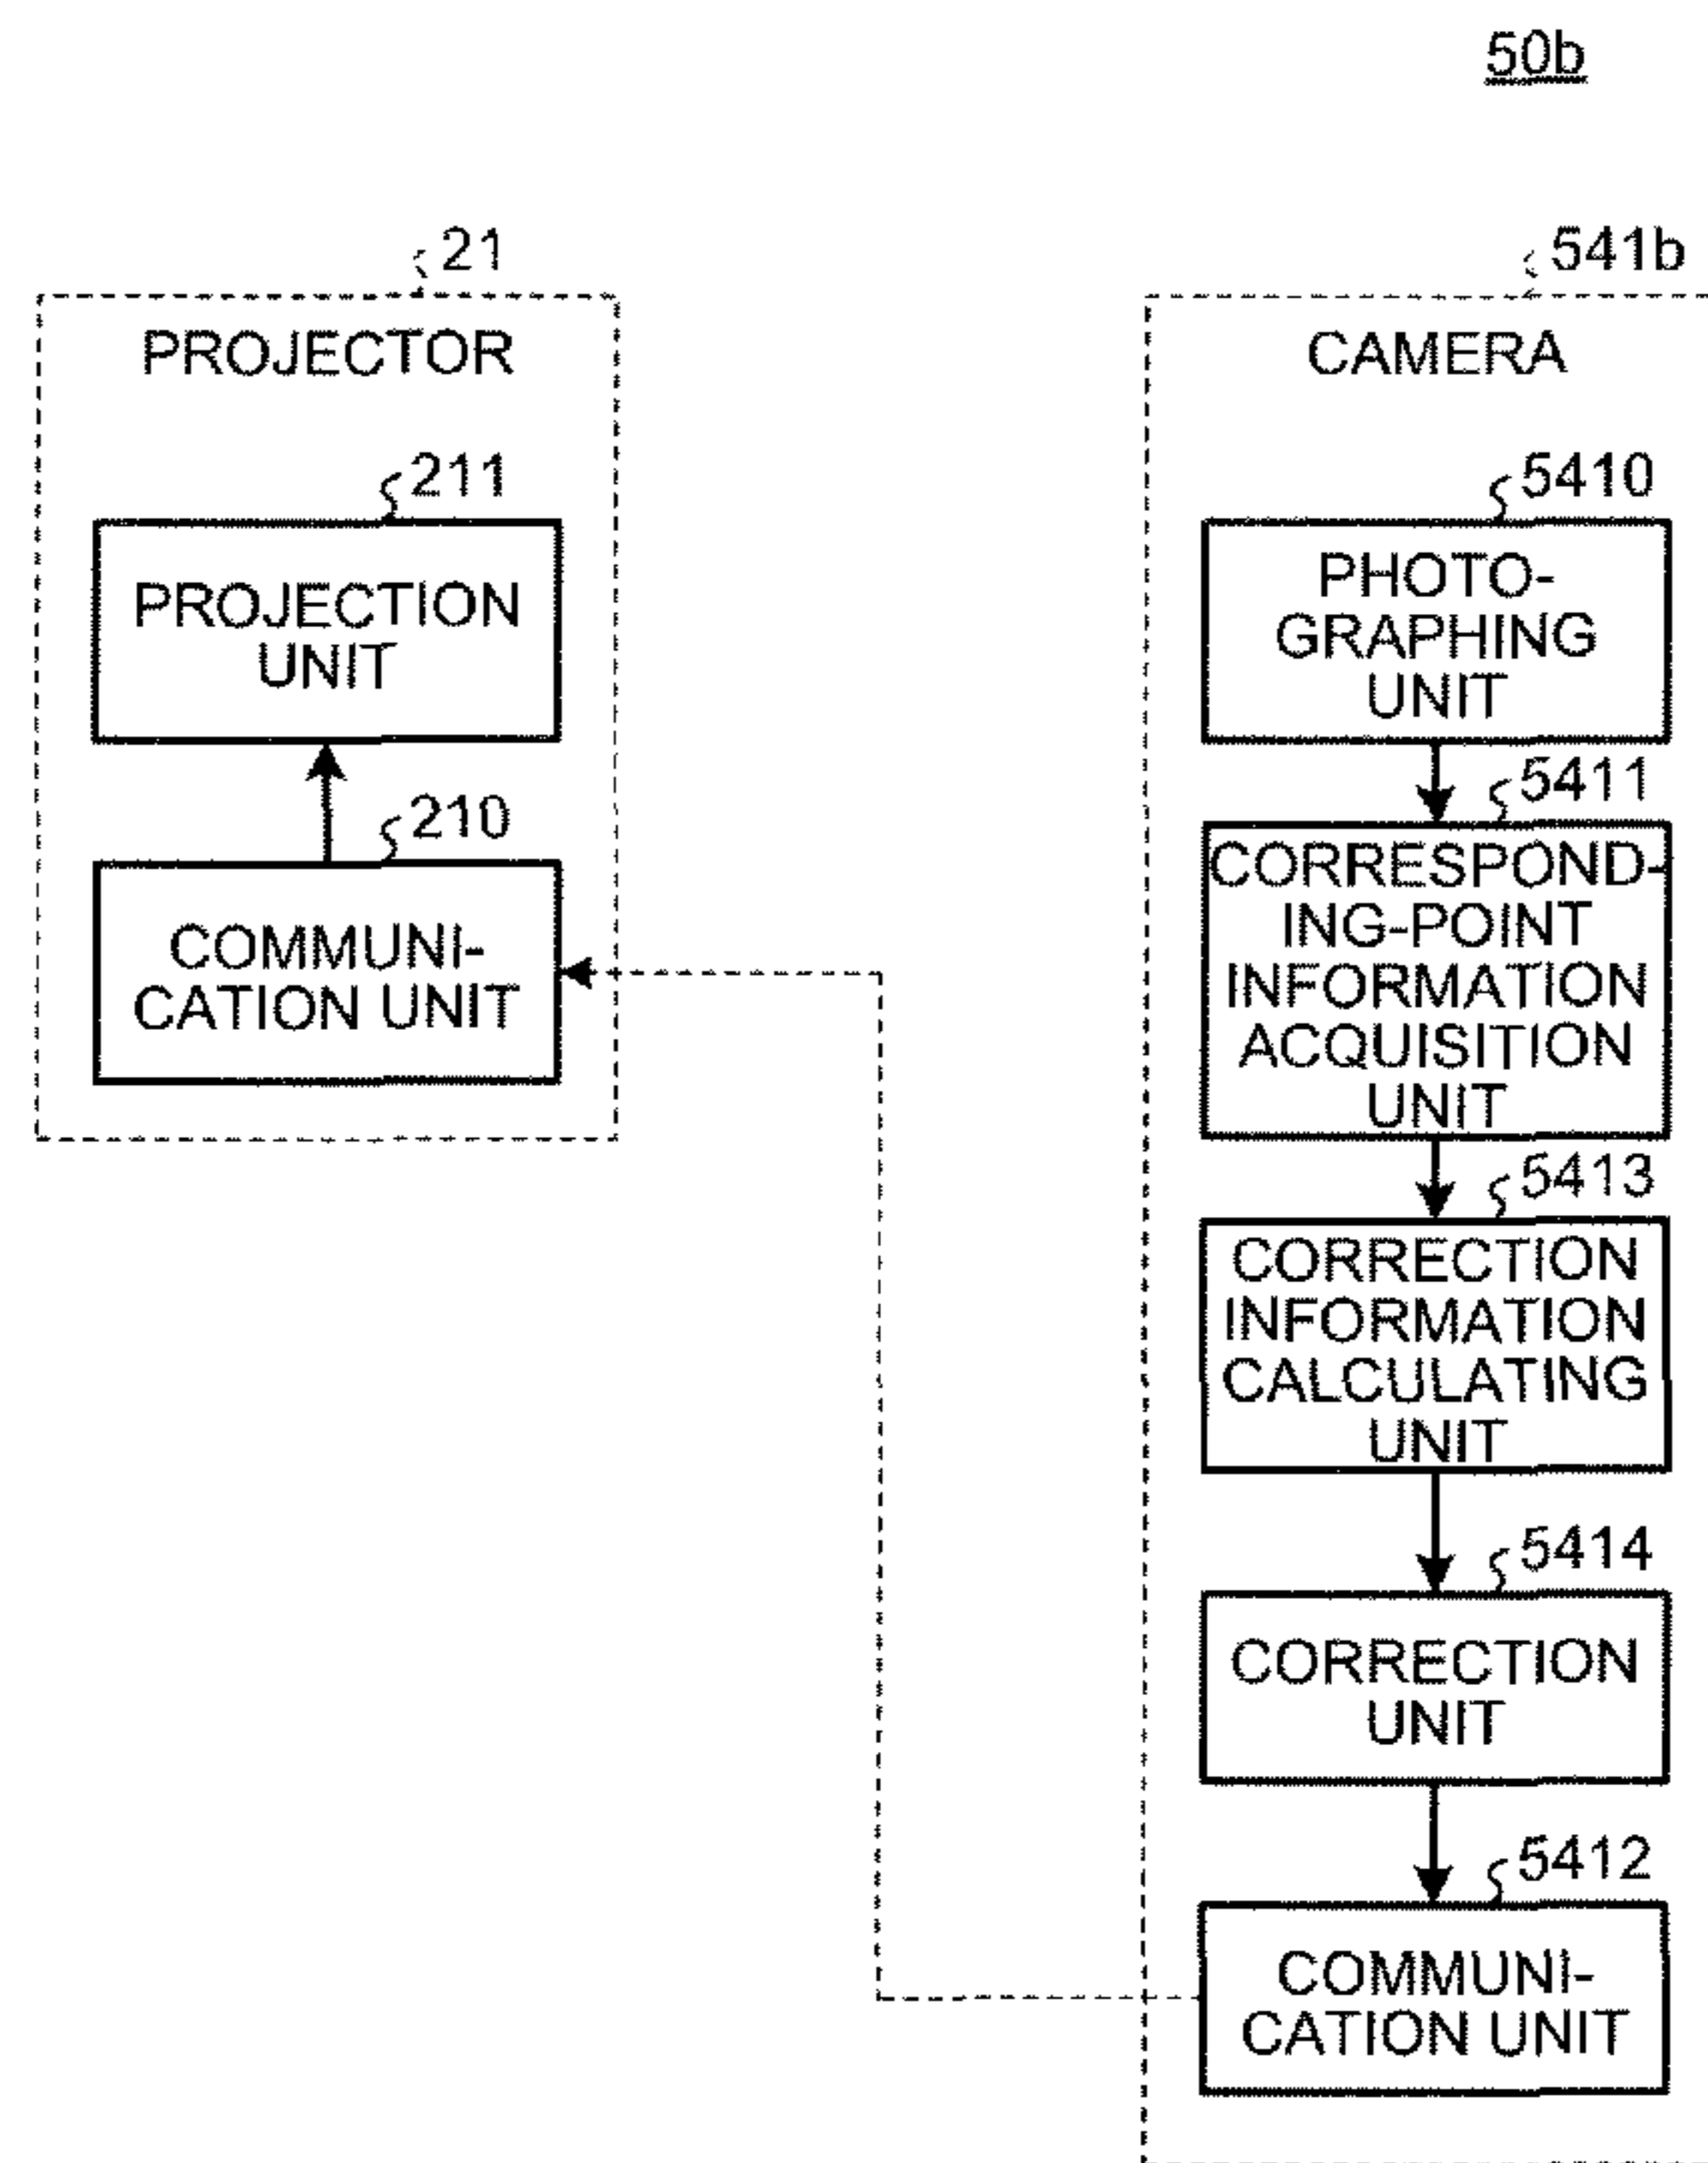 50b
21
PROJECTOR
211
PROJECTION
UNIT
210
COMMUNI-
CATION UNIT
541b
CAMERA
5410
PHOTO-
GRAPHING
UNIT
5411
CORRESPOND-
ING-POINT
INFORMATION
ACQUISITION
UNIT
5413
CORRECTION
INFORMATION
CALCULATING
UNIT
5414
CORRECTION
UNIT
5412
COMMUNI-
CATION UNIT